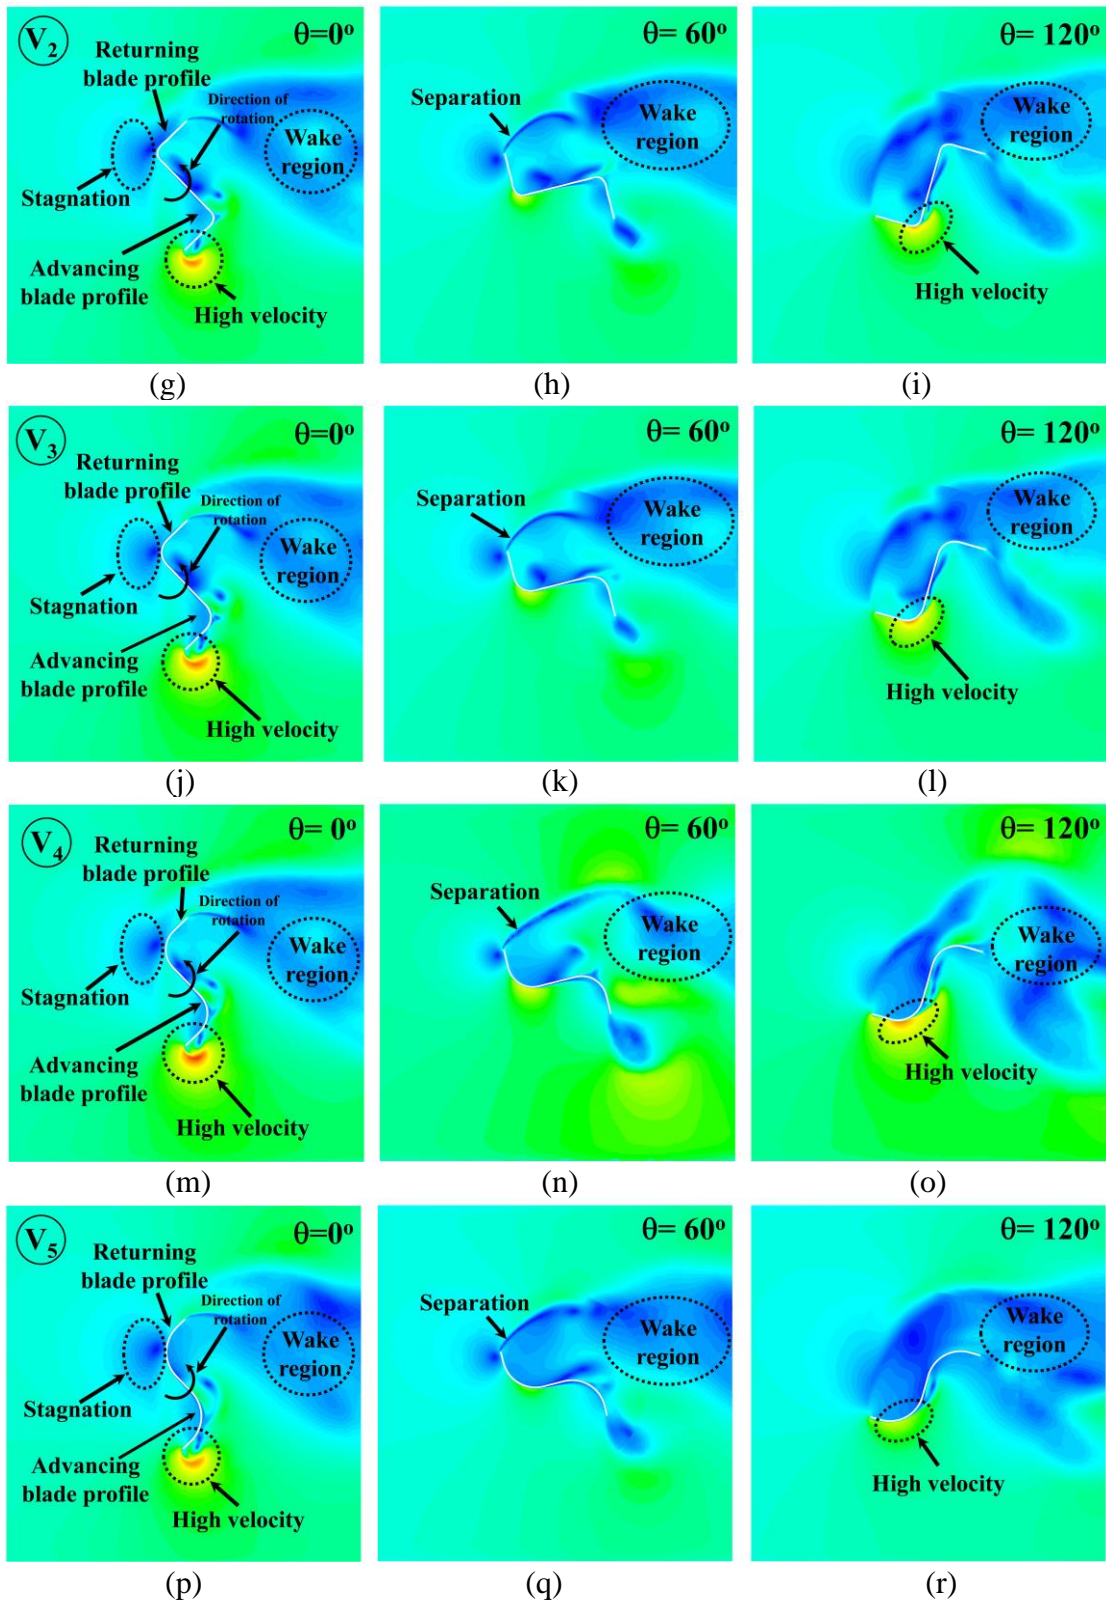 V2
θ=0°
Returning
blade profile
Direction of
rotation
Wake
region
Stagnation
Advancing
blade profile
High velocity
(g)
θ= 60°
Separation
Wake
region
(h)
θ= 120°
Wake
region
High velocity
(i)
V3
θ=0°
Returning
blade profile
Direction of
rotation
Wake
region
Stagnation
Advancing
blade profile
High velocity
(j)
θ= 60°
Separation
Wake
region
(k)
θ= 120°
Wake
region
High velocity
(l)
V4
θ= 0°
Returning
blade profile
Direction of
rotation
Wake
region
Stagnation
Advancing
blade profile
High velocity
(m)
θ= 60°
Separation
Wake
region
(n)
θ= 120°
Wake
region
High velocity
(o)
V5
θ=0°
Returning
blade profile
Direction of
rotation
Wake
region
Stagnation
Advancing
blade profile
High velocity
(p)
θ= 60°
Separation
Wake
region
(q)
θ= 120°
Wake
region
High velocity
(r)